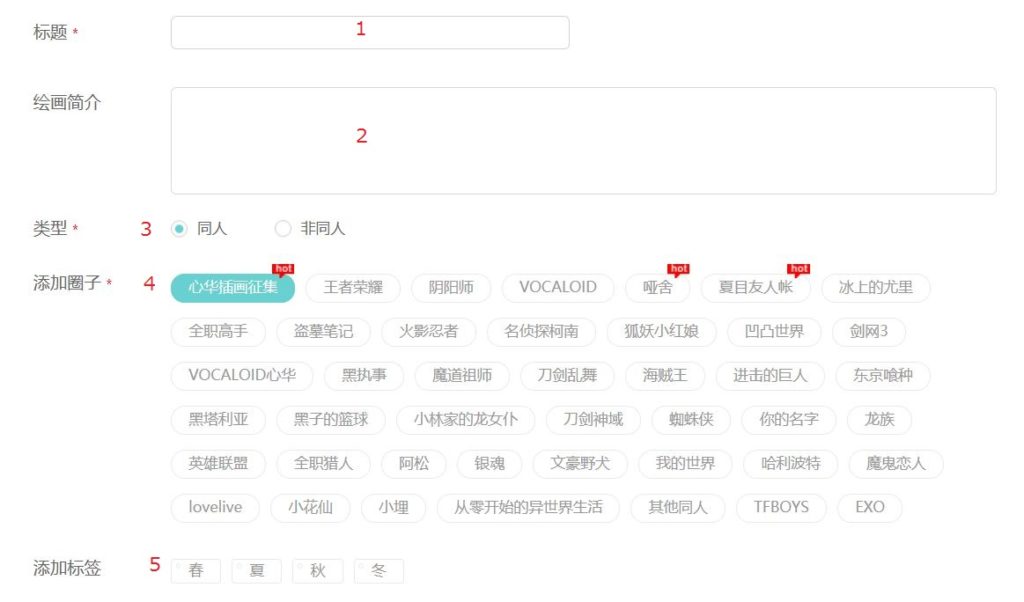 标题 * 1
绘画简介
2
类型 * 3 同人 非同人
hot hot hot
添加圈子 * 4 心华插画征集 王者荣耀 阴阳师 VOCALOID 哑舍 夏目友人帐 冰上的尤里
全职高手 盗墓笔记 火影忍者 名侦探柯南 狐妖小红娘 凹凸世界 剑网3
VOCALOID心华 黑执事 魔道祖师 刀剑乱舞 海贼王 进击的巨人 东京喰种
黑塔利亚 黑子的篮球 小林家的龙女仆 刀剑神域 蜘蛛侠 你的名字 龙族
英雄联盟 全职猎人 阿松 银魂 文豪野犬 我的世界 哈利波特 魔鬼恋人
lovelive 小花仙 小埋 从零开始的异世界生活 其他同人 TFBOYS EXO
添加标签 5 春 夏 秋 冬